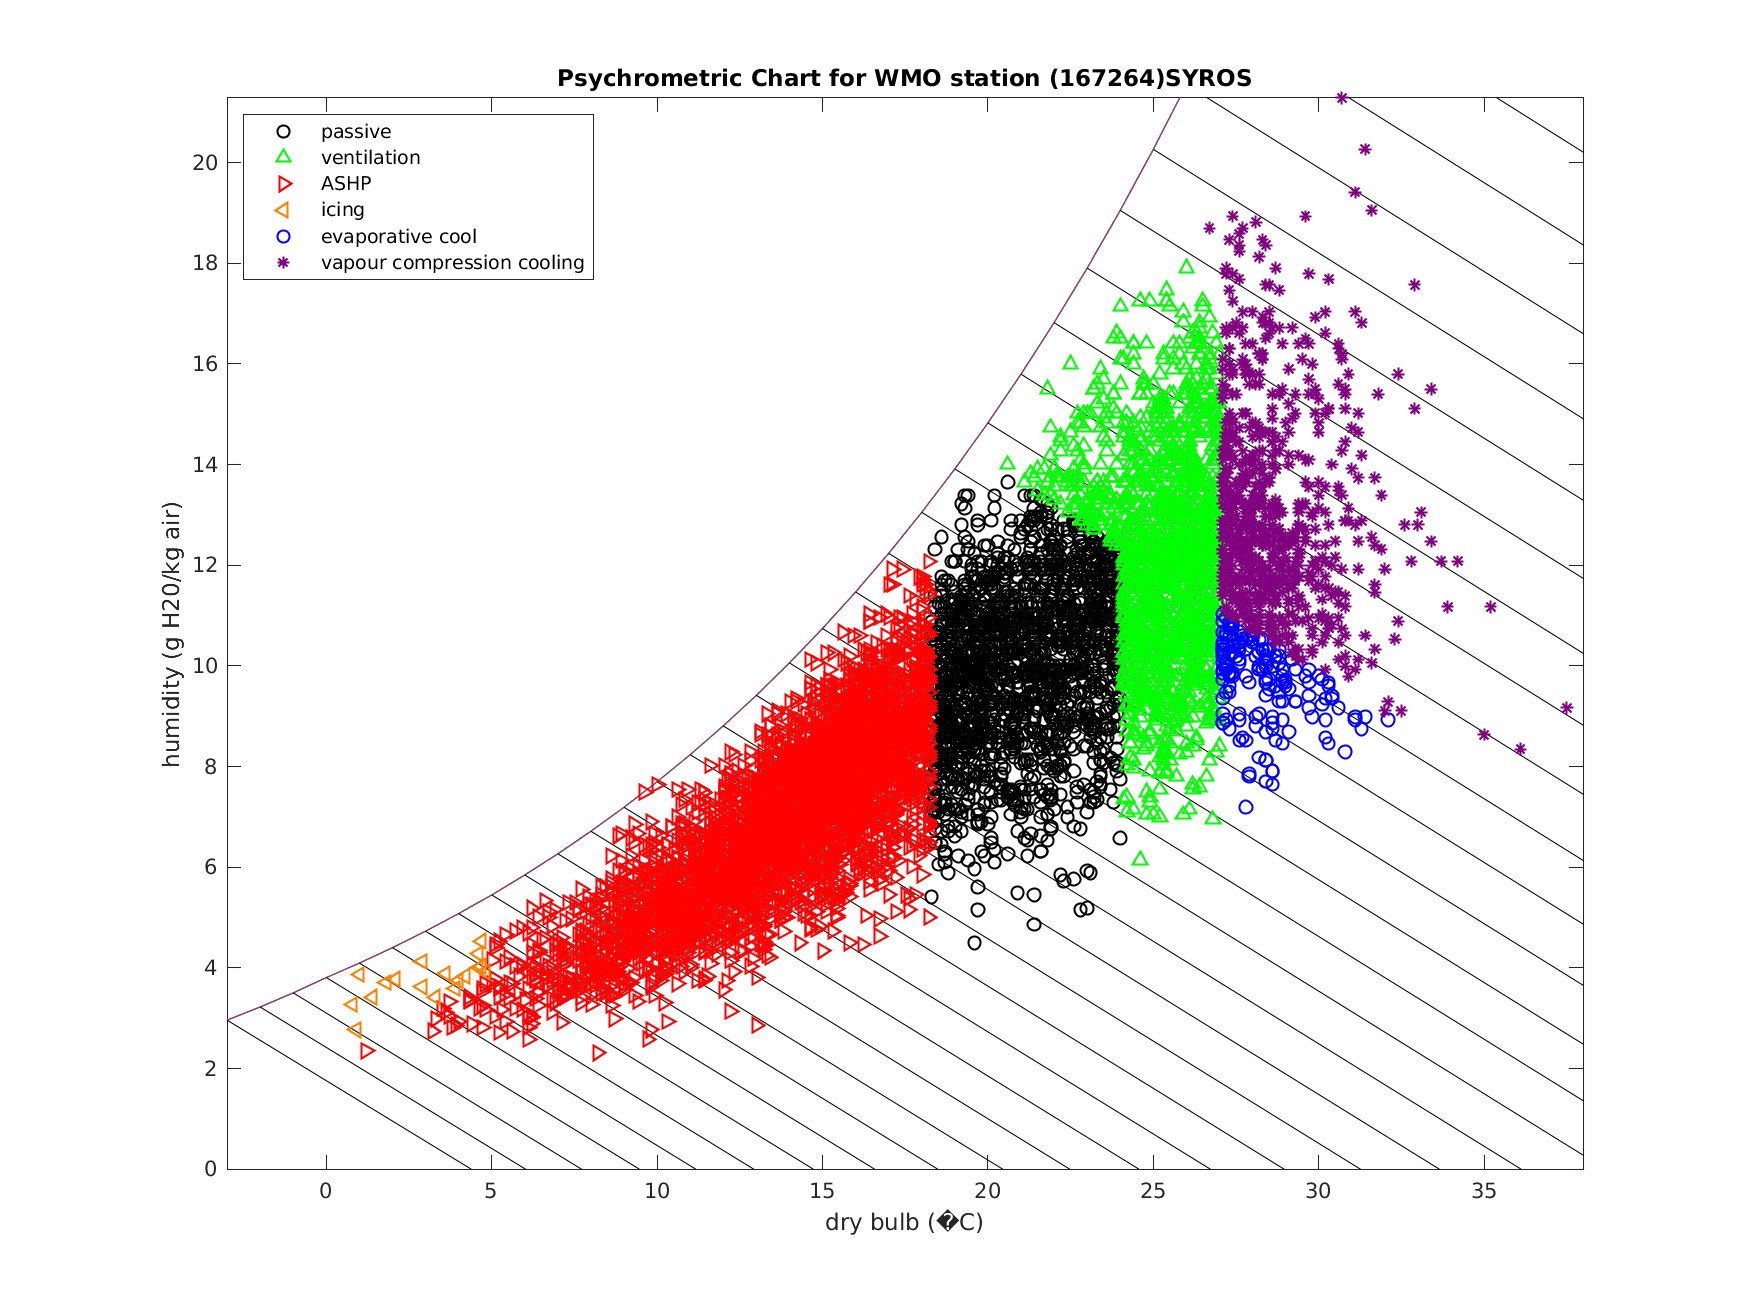 Psychrometric Chart for WMO station (167264)SYROS
passive
ventilation
ASHP
icing
evaporative cool
vapour compression cooling
humidity (g H20/kg air)
20
18
16
14
12
10
8
6
4
2
0
0 5 10 15 20 25 30 35
dry bulb (�C)